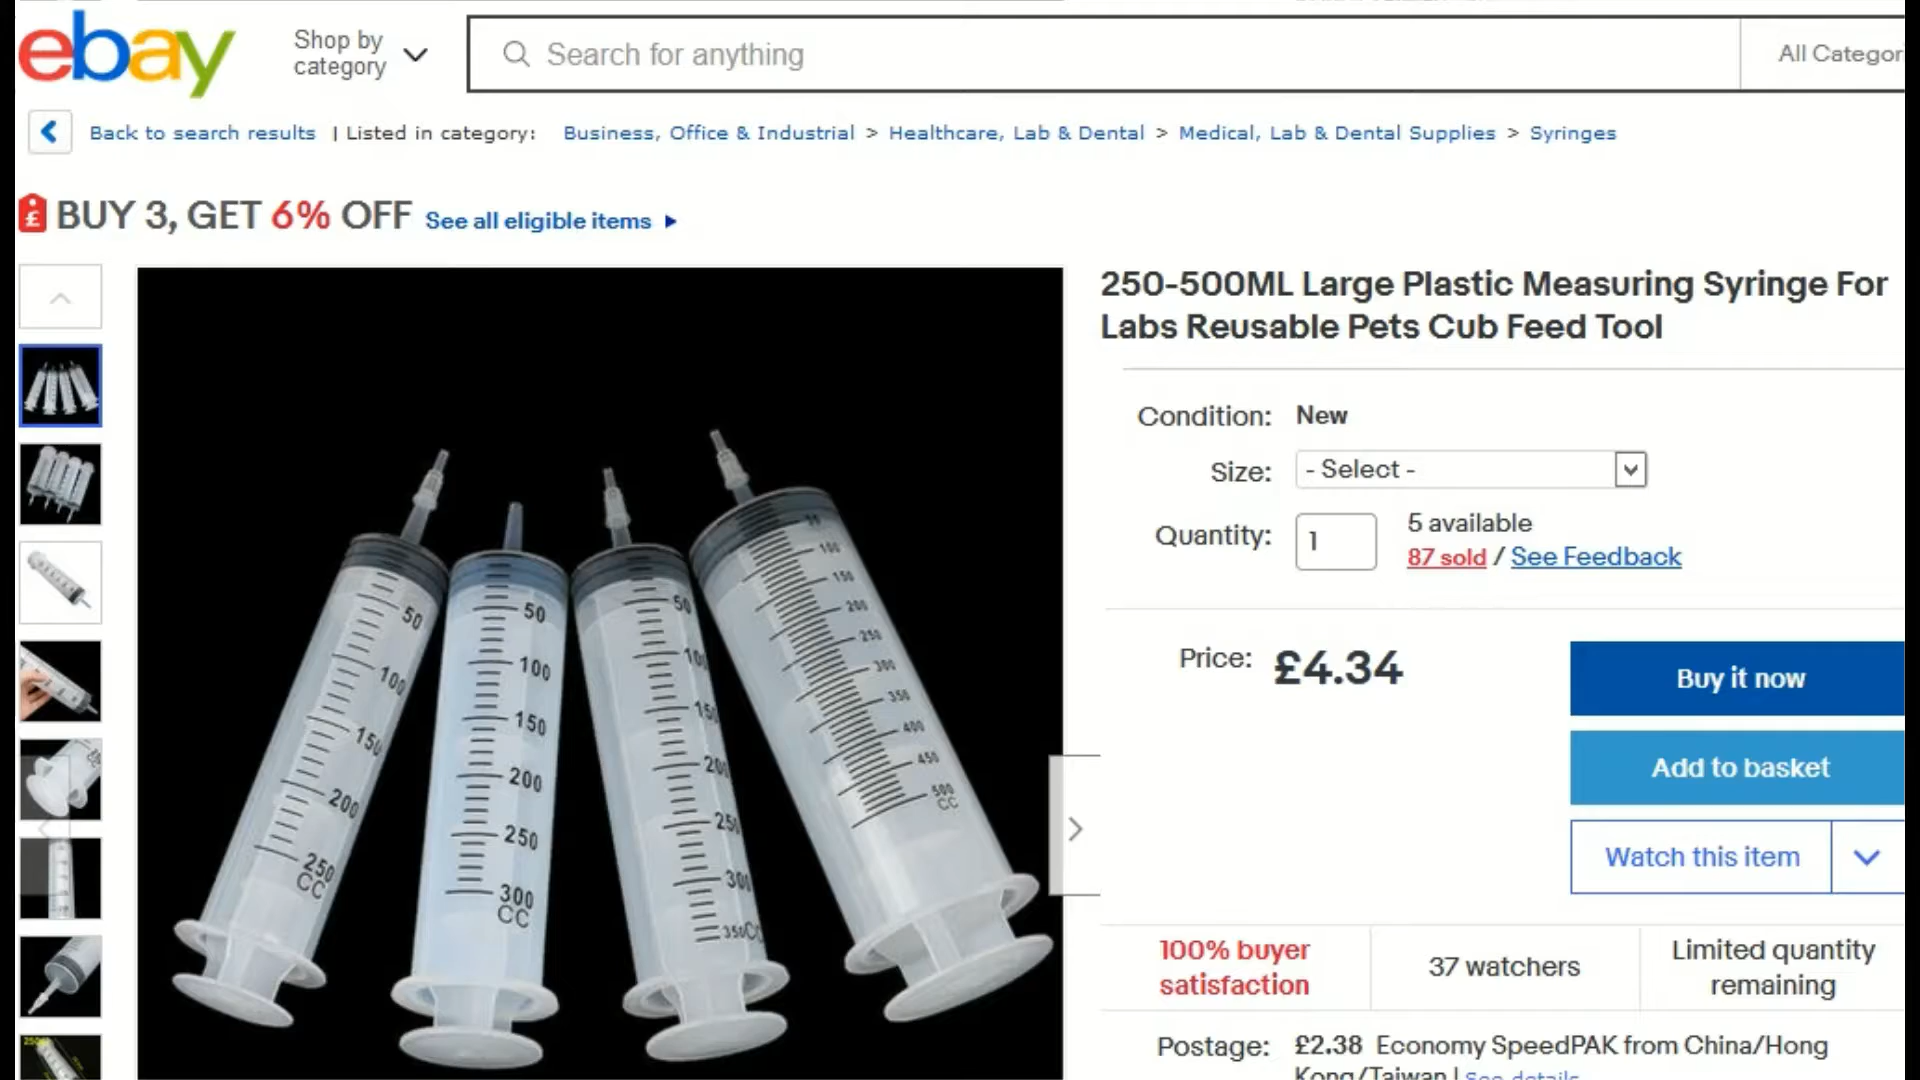 ebay
Shop by
category
Search for anything
All Categor
Back to search results | Listed in category: Business, Office & Industrial > Healthcare, Lab & Dental > Medical, Lab & Dental Supplies > Syringes
£ BUY 3, GET 6% OFF See all eligible items
250-500ML Large Plastic Measuring Syringe For
Labs Reusable Pets Cub Feed Tool
Condition: New
Size: - Select -
Quantity: 1
5 available
87 sold / See Feedback
Price: £4.34
Buy it now
Add to basket
Watch this item
100% buyer
satisfaction
37 watchers
Limited quantity
remaining
Postage: £2.38 Economy SpeedPAK from China/Hong
Kong/Taiwan | See details
50
100
150
200
250
CC
50
100
150
200
250
300
CC
50
100
150
200
250
300
350CC
100
150
200
250
300
350
400
450
500
CC